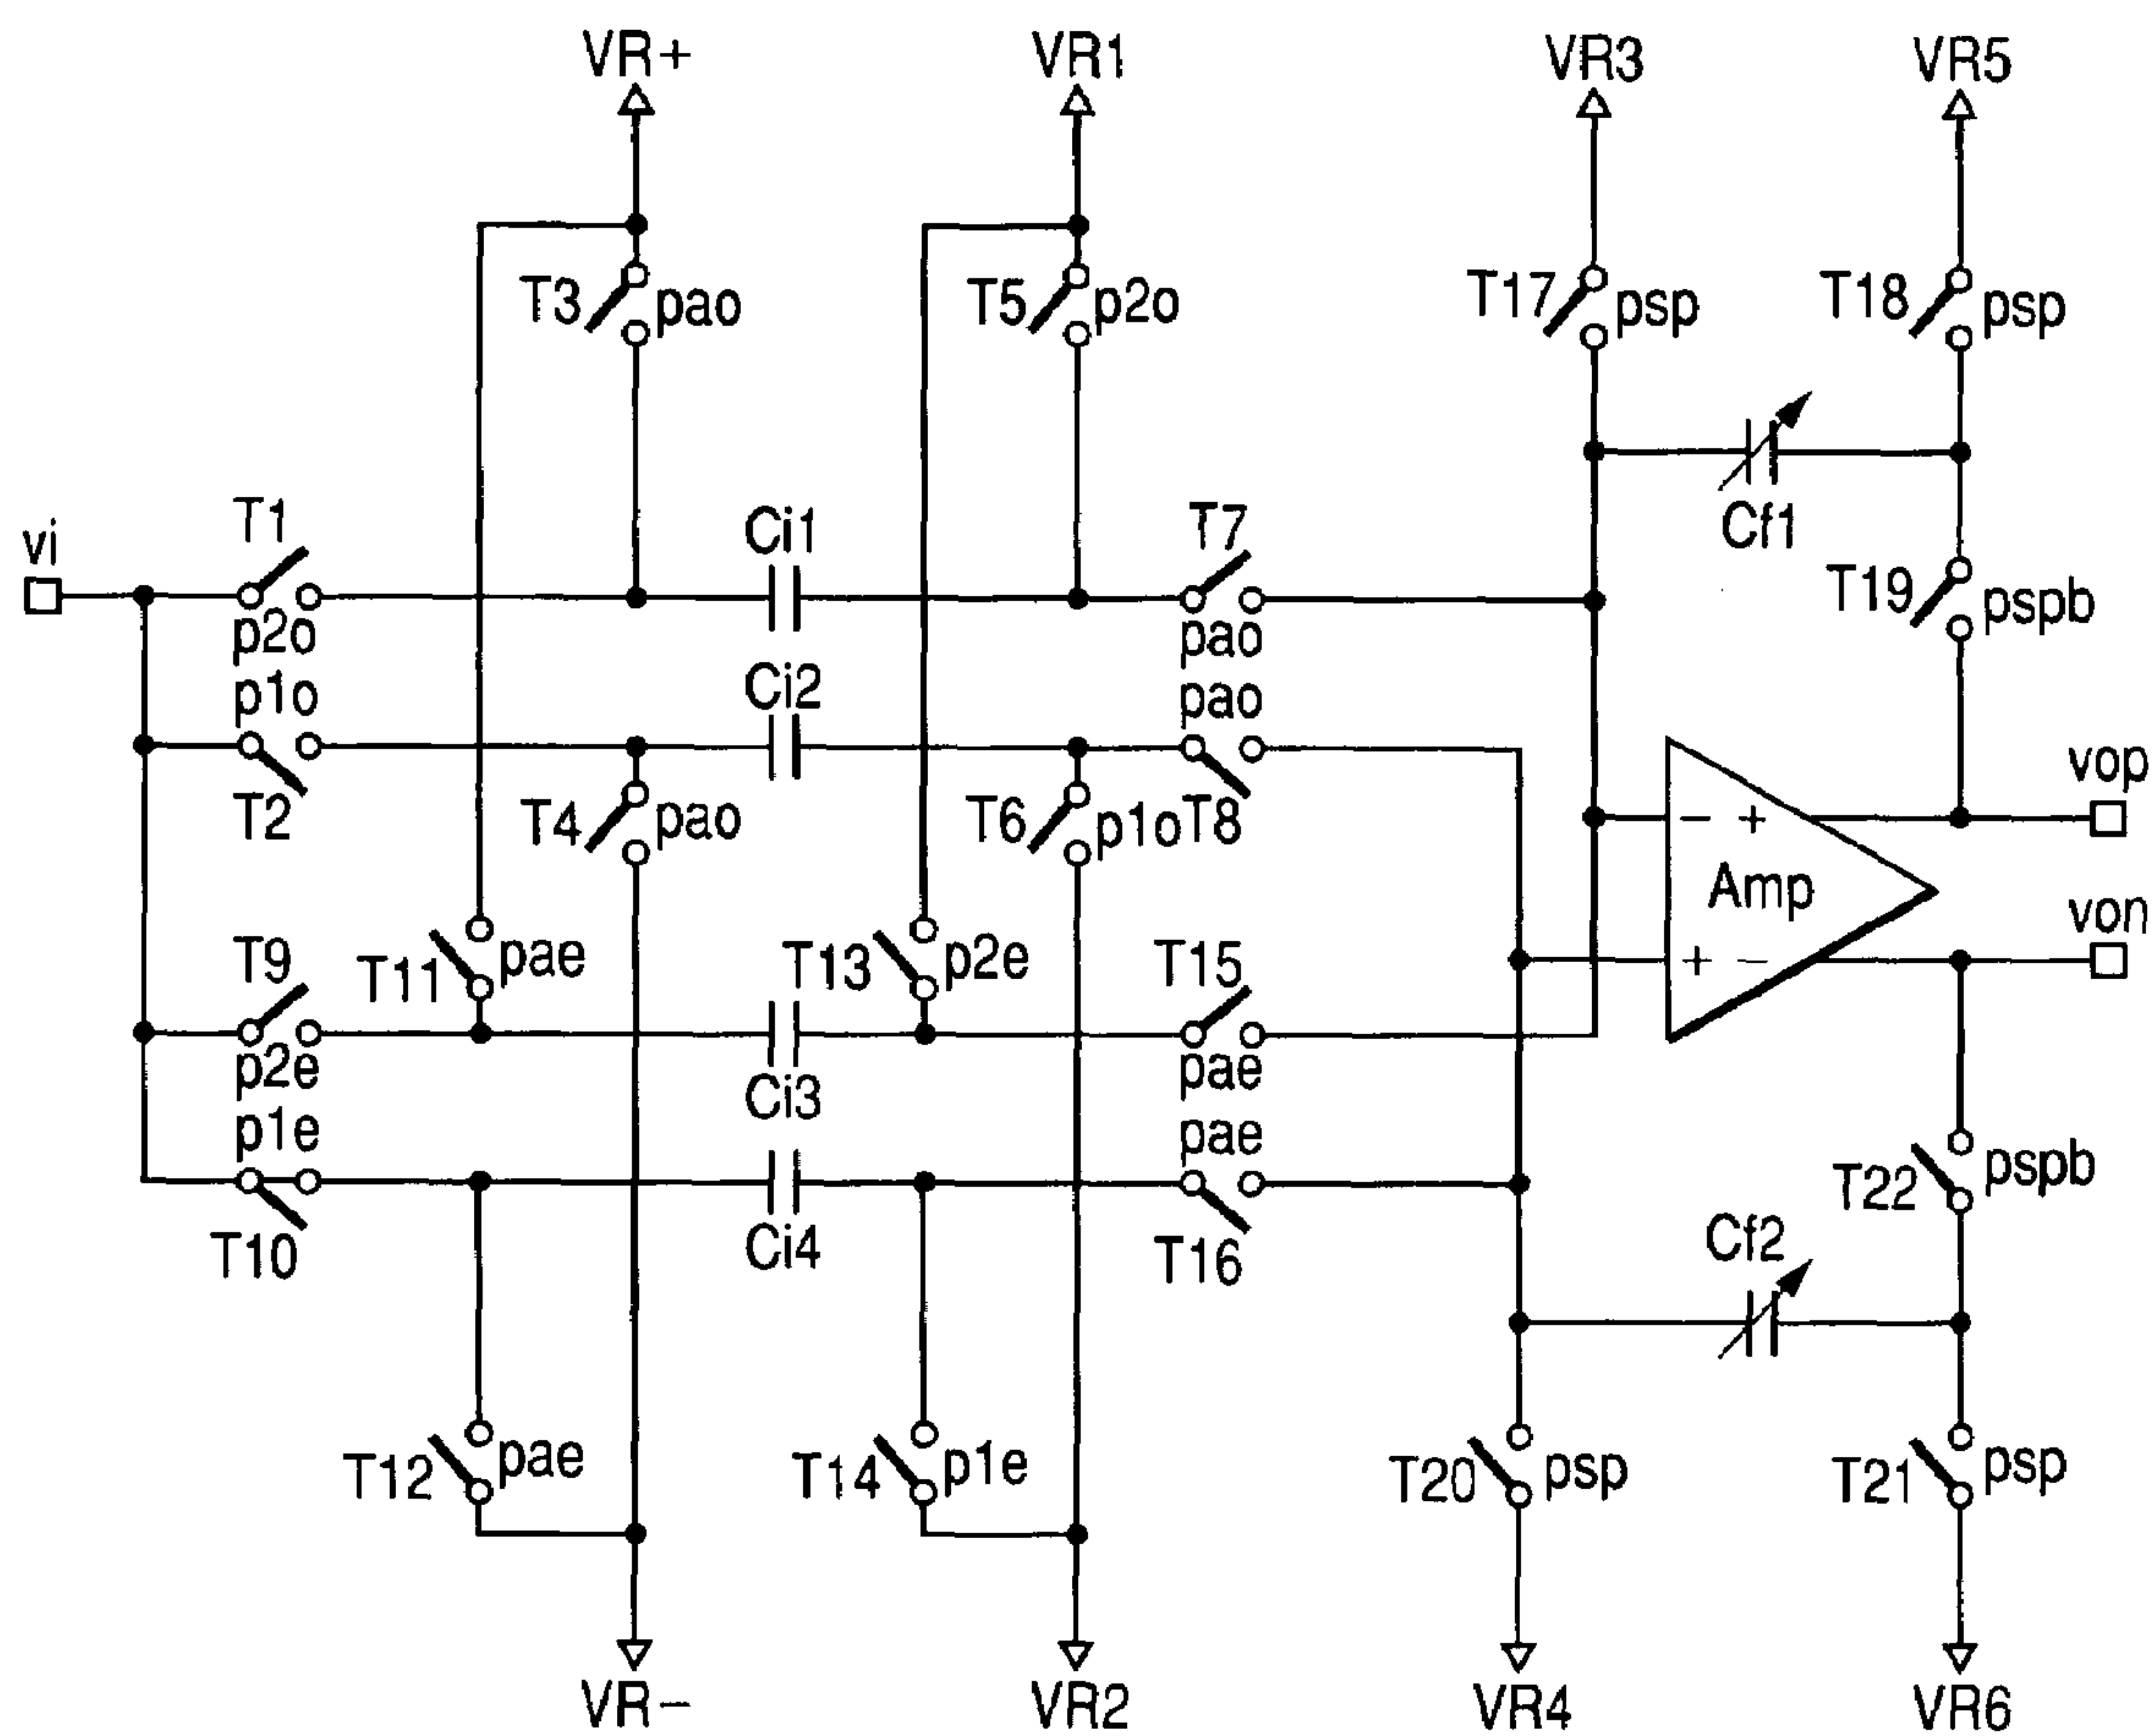 VR+
VR1
VR3
VR5
T3
pao
T5
p2o
T17
psp
T18
psp
Cf1
vi
T1
p2o
Ci1
T7
pao
T19
pspb
p1o
T2
Ci2
pao
T8
T4
pao
T6
p1o
- +
Amp
+ -
vop
von
T9
p2e
T11
pae
T13
p2e
T15
pae
Ci3
p1e
T10
Ci4
pae
T16
T22
pspb
Cf2
T12
pae
T14
p1e
T20
psp
T21
psp
VR-
VR2
VR4
VR6